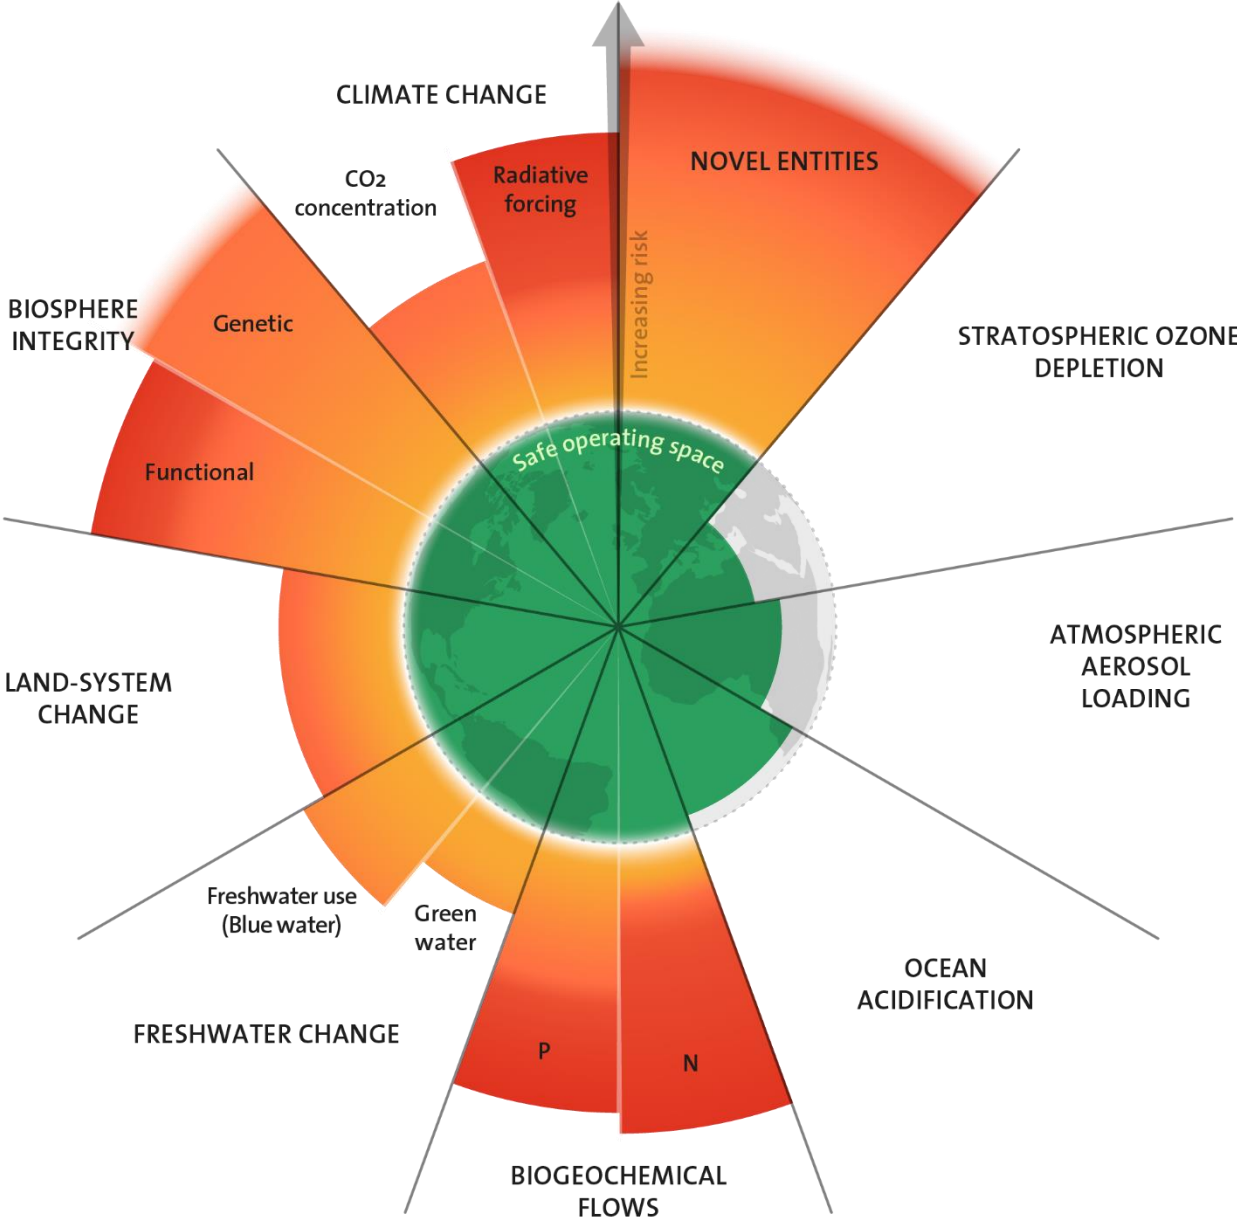 CLIMATE CHANGE
CO2
concentration
Radiative
forcing
NOVEL ENTITIES
Increasing risk
BIOSPHERE
INTEGRITY
Genetic
Functional
STRATOSPHERIC OZONE
DEPLETION
Safe operating space
ATMOSPHERIC
AEROSOL
LOADING
LAND-SYSTEM
CHANGE
Freshwater use
(Blue water)
Green
water
FRESHWATER CHANGE
P
N
OCEAN
ACIDIFICATION
BIOGEOCHEMICAL
FLOWS